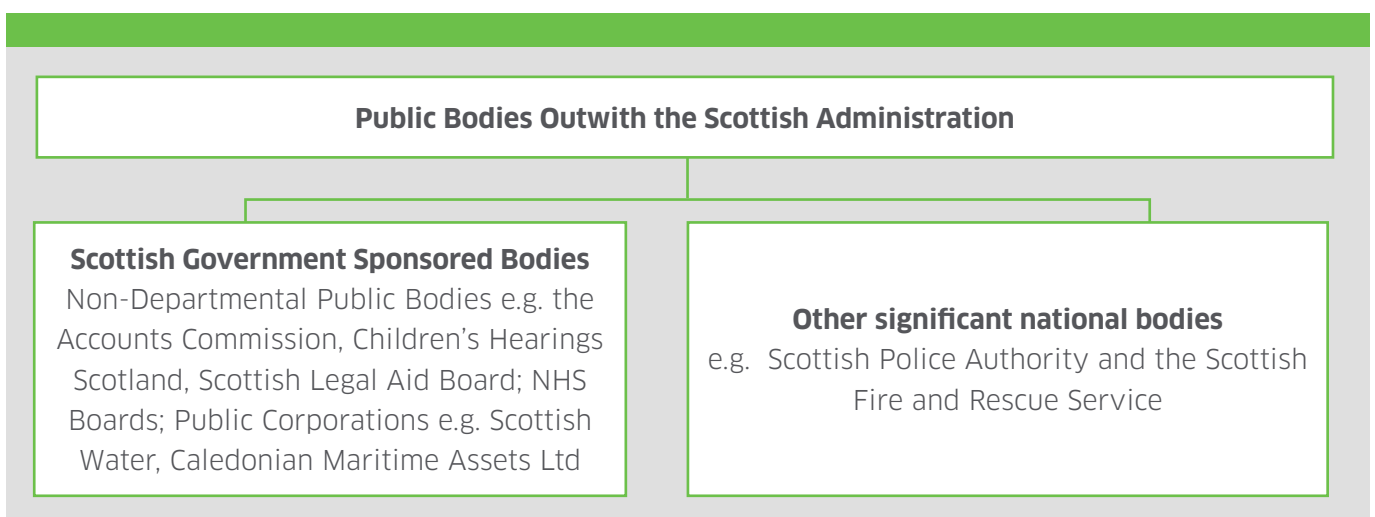 Public Bodies Outwith the Scottish Administration
Scottish Government Sponsored Bodies
Non-Departmental Public Bodies e.g. the
Accounts Commission, Children’s Hearings
Scotland, Scottish Legal Aid Board; NHS
Boards; Public Corporations e.g. Scottish
Water, Caledonian Maritime Assets Ltd
Other significant national bodies
e.g. Scottish Police Authority and the Scottish
Fire and Rescue Service